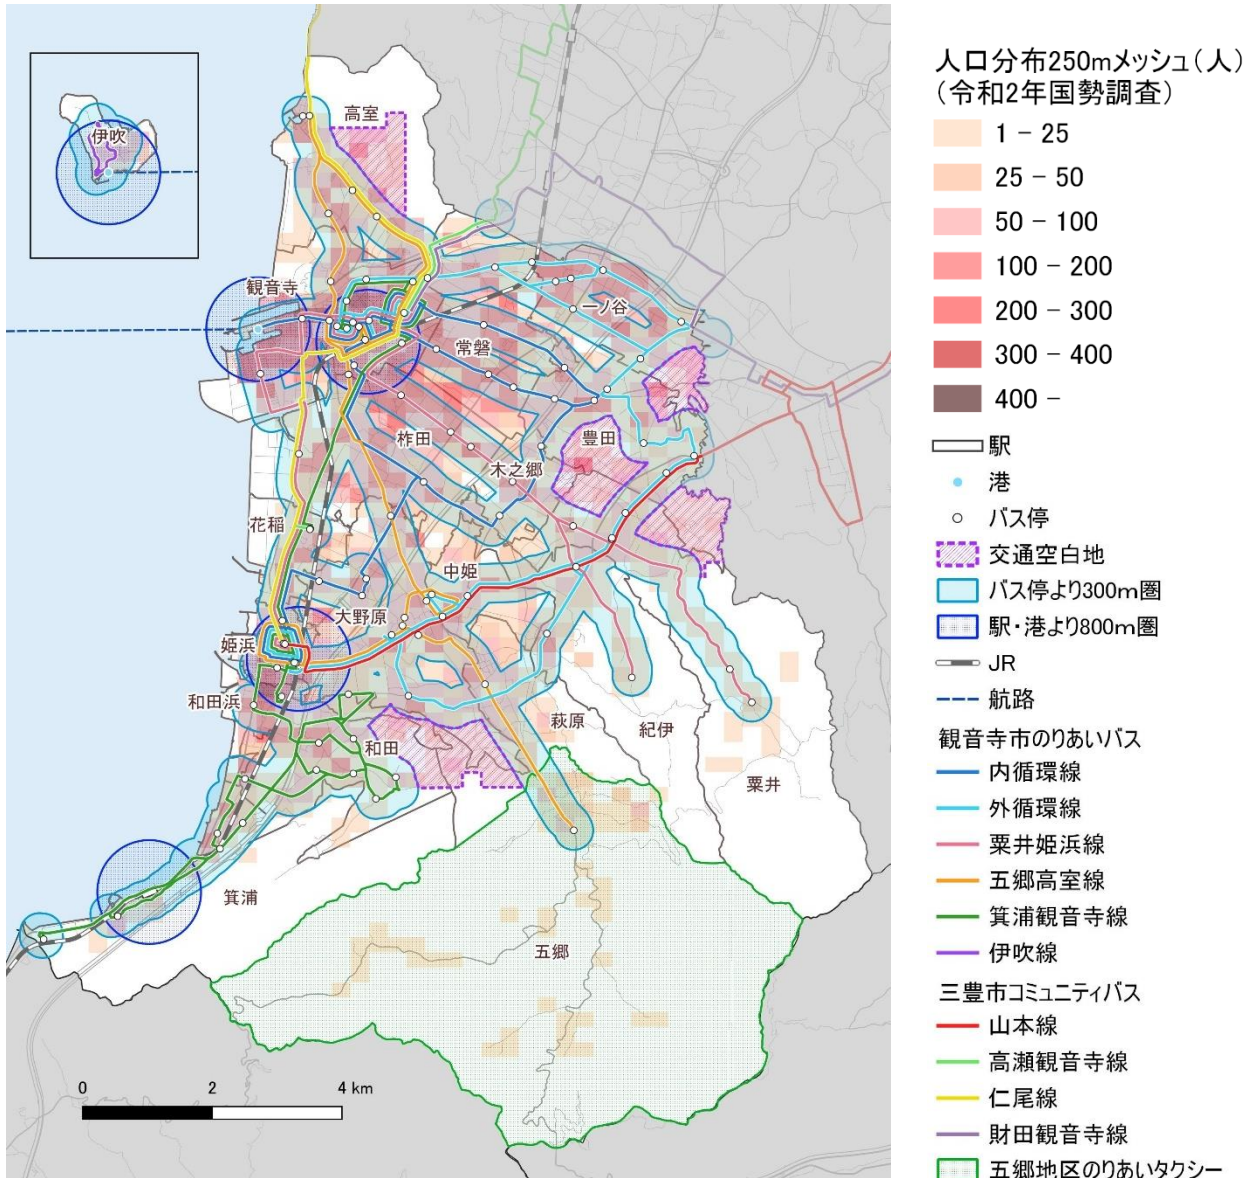 伊吹
高室
観音寺
一ノ谷
常磐
柞田
豊田
木之郷
花稲
中姫
大野原
姫浜
和田浜
和田
萩原
紀伊
粟井
箕浦
五郷
0 2 4 km
人口分布250mメッシュ(人)
(令和2年国勢調査)
1 - 25
25 - 50
50 - 100
100 - 200
200 - 300
300 - 400
400 -
駅
港
バス停
交通空白地
バス停より300m圏
駅・港より800m圏
JR
航路
観音寺市のりあいバス
内循環線
外循環線
粟井姫浜線
五郷高室線
箕浦観音寺線
伊吹線
三豊市コミュニティバス
山本線
高瀬観音寺線
仁尾線
財田観音寺線
五郷地区のりあいタクシー